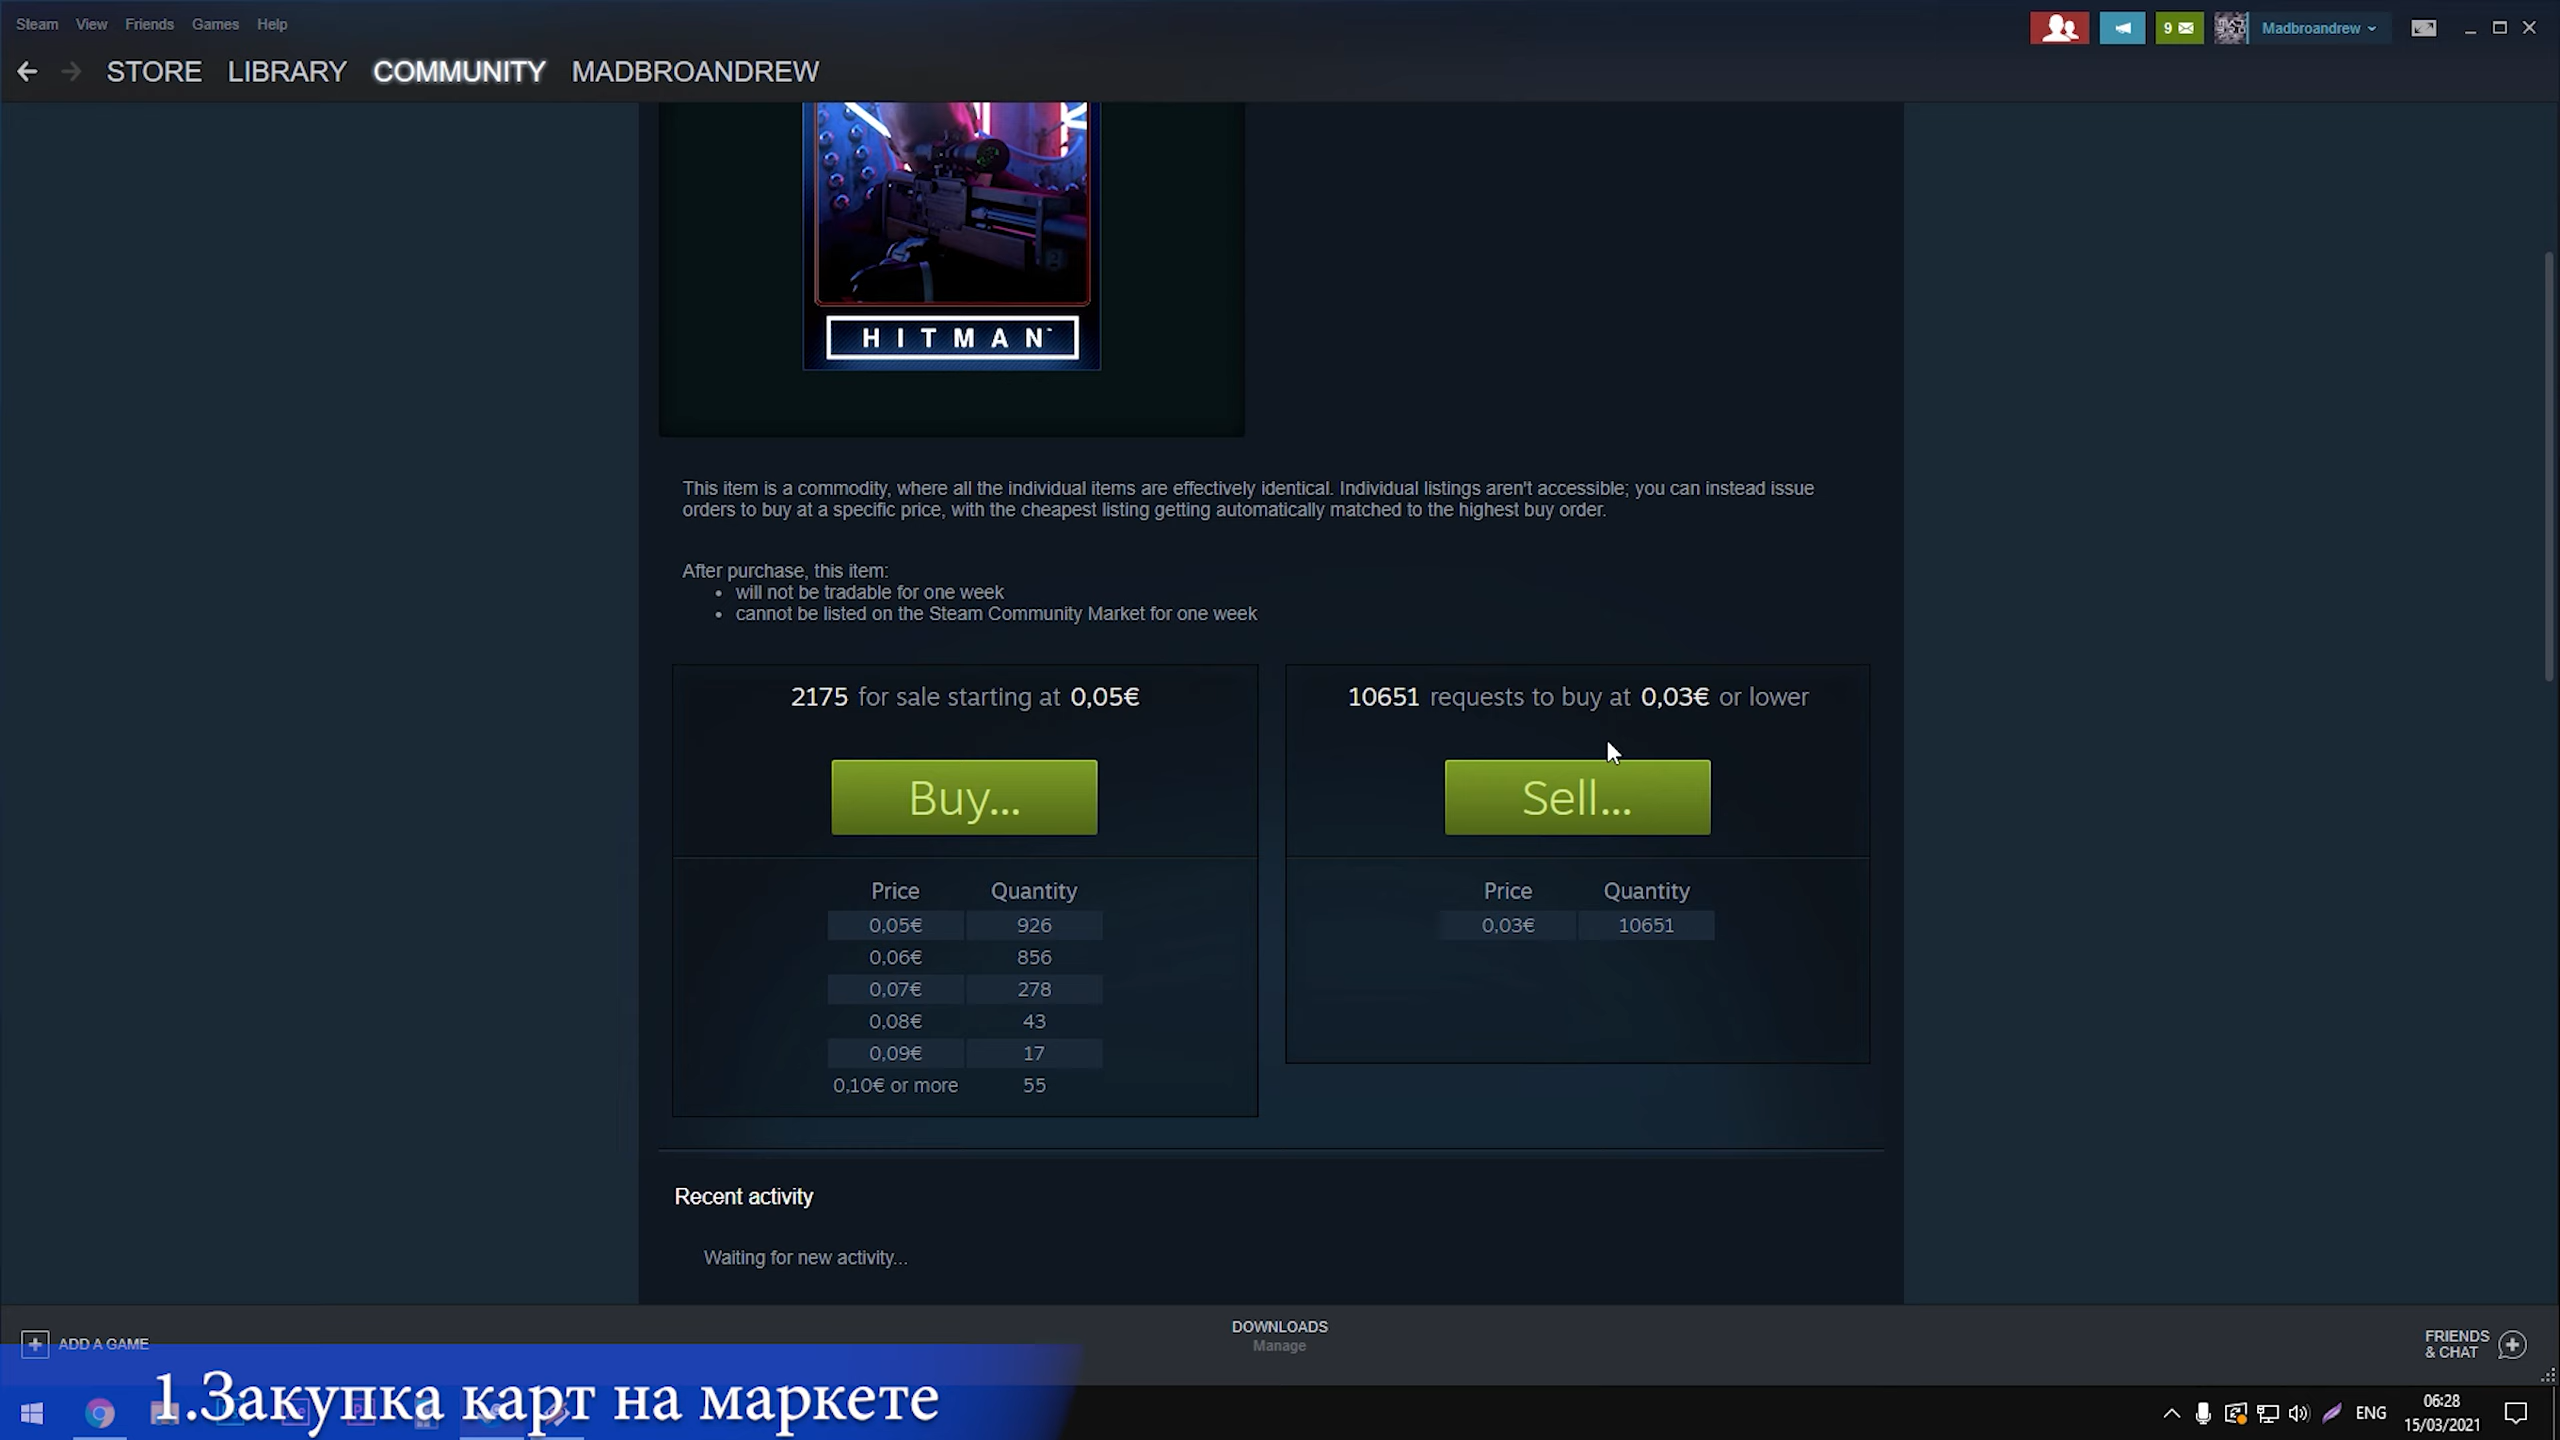 Steam View Friends Games Help
9 Madbroandrew
STORE LIBRARY COMMUNITY MADBROANDREW
HITMAN™
This item is a commodity, where all the individual items are effectively identical. Individual listings aren't accessible; you can instead issue
orders to buy at a specific price, with the cheapest listing getting automatically matched to the highest buy order.
After purchase, this item:
• will not be tradable for one week
• cannot be listed on the Steam Community Market for one week
2175 for sale starting at 0,05€
Buy...
Price Quantity
0,05€ 926
0,06€ 856
0,07€ 278
0,08€ 43
0,09€ 17
0,10€ or more 55
10651 requests to buy at 0,03€ or lower
Sell...
Price Quantity
0,03€ 10651
Recent activity
Waiting for new activity...
ADD A GAME
DOWNLOADS
Manage
FRIENDS
& CHAT
1.Закупка карт на маркете
ENG
06:28
15/03/2021